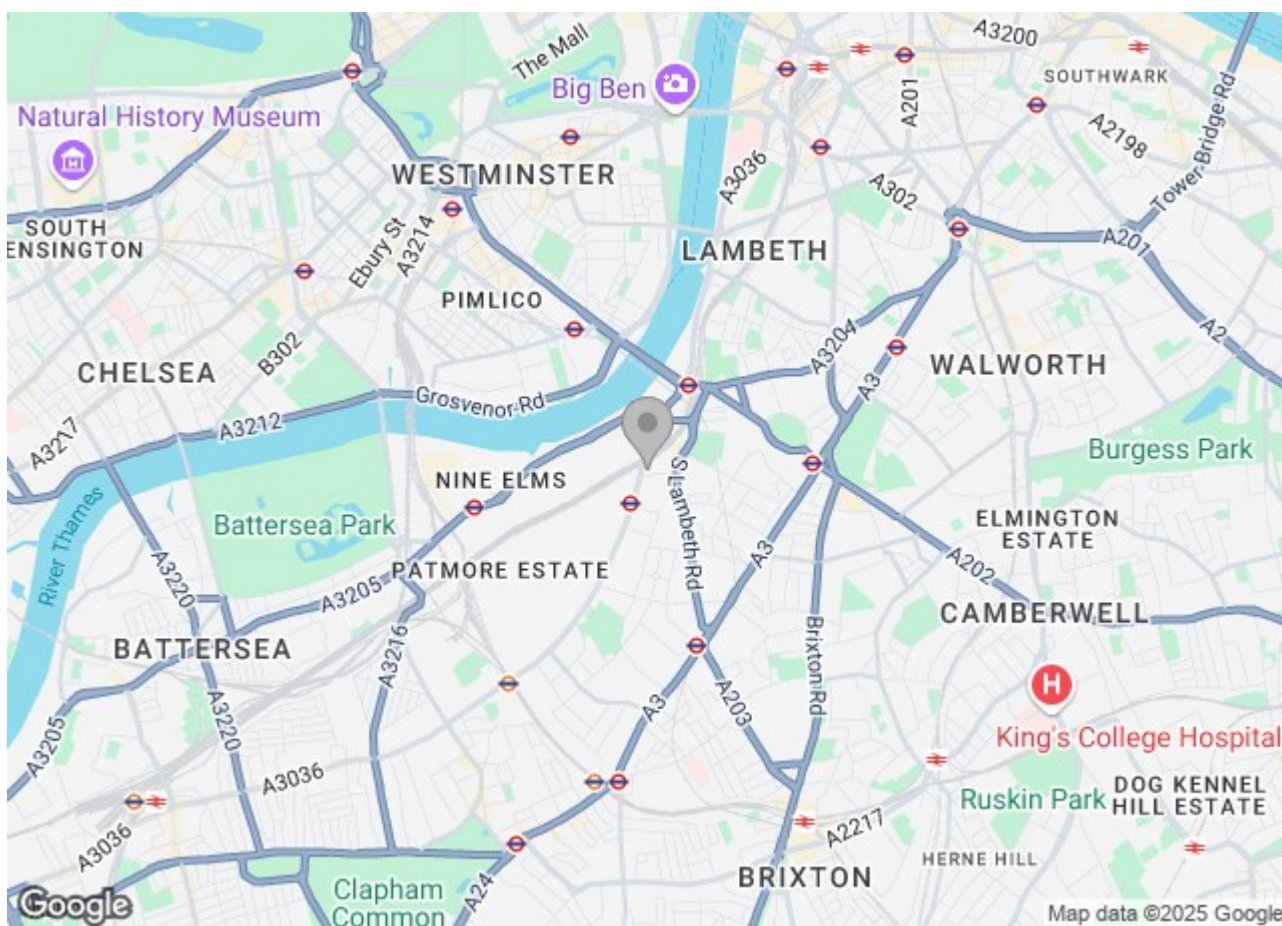 A3200
The Mall
SOUTHWARK
Big Ben
A201
Natural History Museum
A2198
Tower Bridge Rd
WESTMINSTER
A3036
A302
SOUTH
ENSINGTON
Ebury St
A3214
LAMBETH
A201
PIMLICO
A2
B302
A3204
CHELSEA
A3
WALWORTH
Grosvenor Rd
A3212
A3217
Burgess Park
S Lambeth Rd
NINE ELMS
River Thames
Battersea Park
ELMINGTON
ESTATE
A3
A202
A3220
PATMORE ESTATE
A3205
CAMBERWELL
BATTERSEA
A3216
Brixton Rd
H
A3
A203
A3205
A3220
King's College Hospital
A3036
DOG KENNEL
HILL ESTATE
Ruskin Park
A3036
A2217
HERNE HILL
BRIXTON
Clapham
Common
A24
Google
Map data ©2025 Google